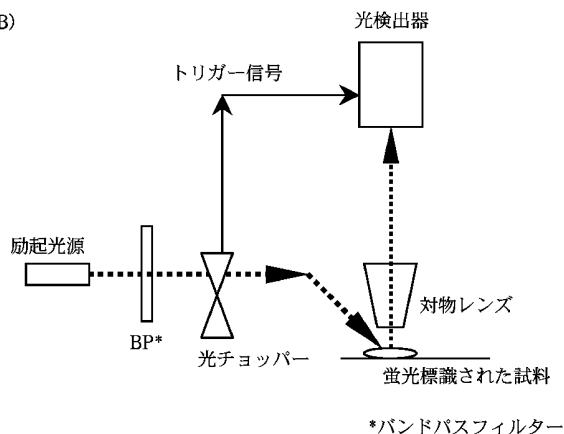 B)
光検出器
トリガー信号
励起光源
BP*
光チョッパー
対物レンズ
蛍光標識された試料
*バンドパスフィルター